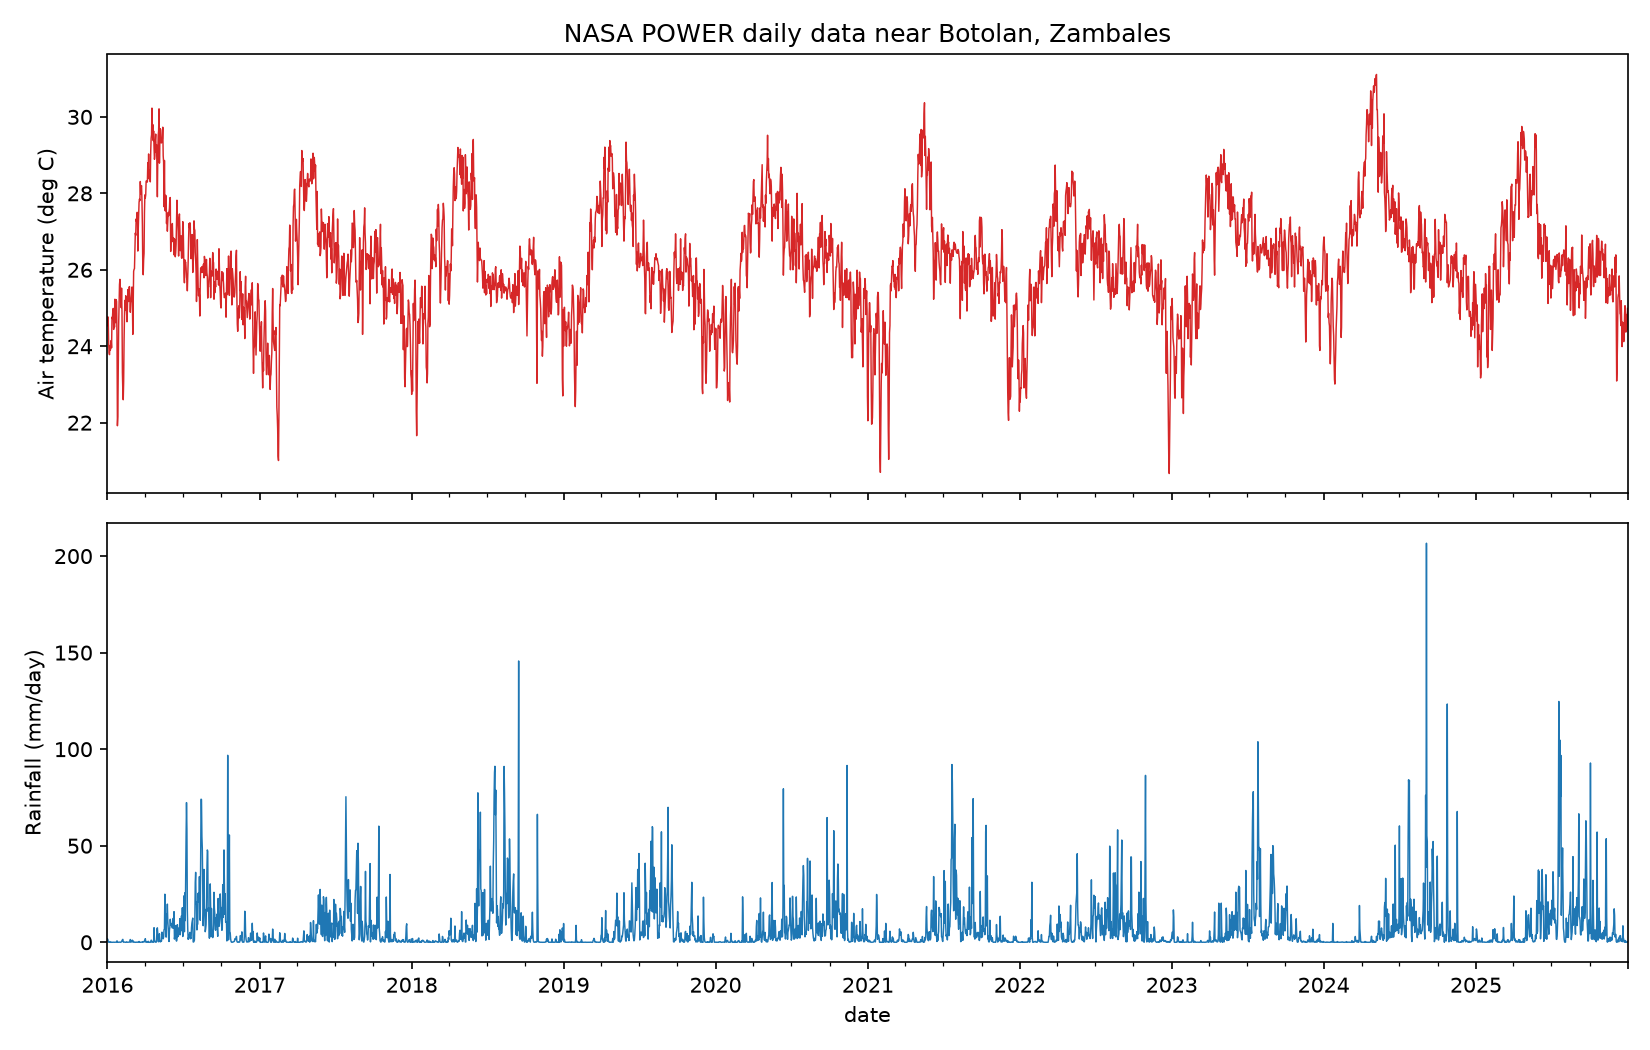 NASA POWER daily data near Botolan, Zambales
Air temperature (deg C)
30
28
26
24
22
Rainfall (mm/day)
200
150
100
50
0
2016 2017 2018 2019 2020 2021 2022 2023 2024 2025
date